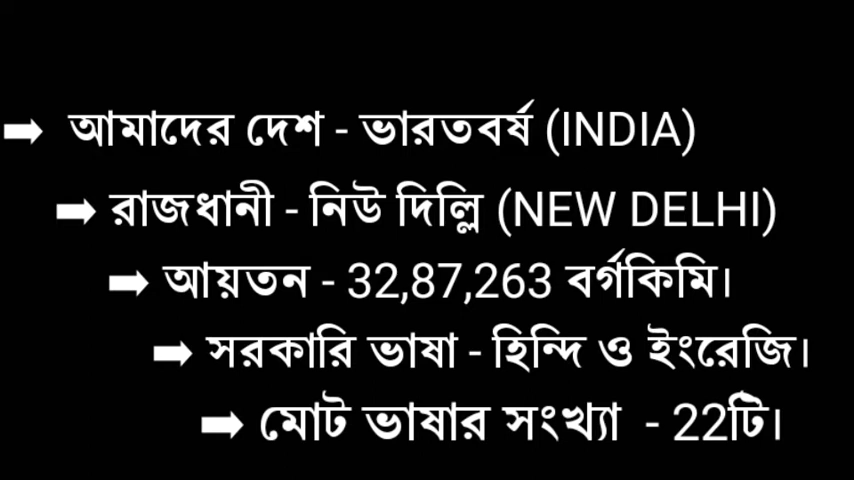 ➡ আমাদের দেশ - ভারতবর্ষ (INDIA)
➡ রাজধানী - নিউ দিল্লি (NEW DELHI)
➡ আয়তন - 32,87,263 বর্গকিমি।
➡ সরকারি ভাষা - হিন্দি ও ইংরেজি।
➡ মোট ভাষার সংখ্যা - 22টি।